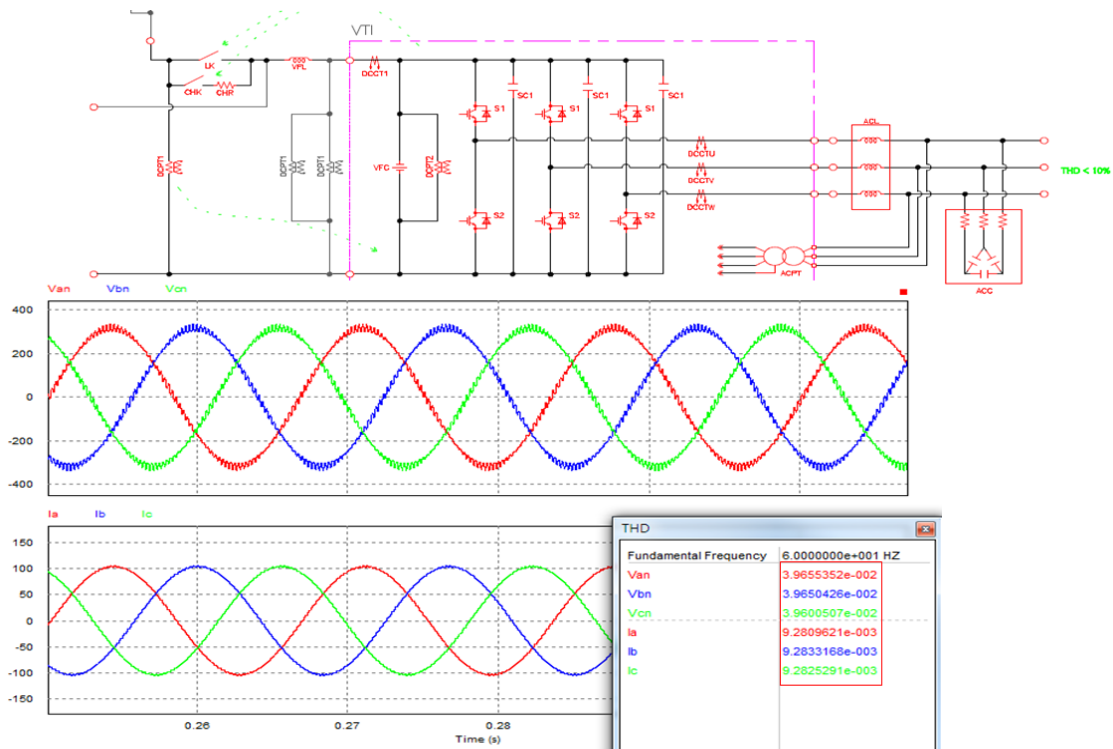 VTI
LK
CHK
CHR
VFL
DCCT1
SC1
SC1
SC1
S1
S1
S1
DCPT1
DCPT1
DCPT1
VFC
DCPT2
DCCTU
DCCTV
DCCTW
S2
S2
S2
ACL
THD < 10%
ACPT
ACC
Van Vbn Vcn
400
200
0
-200
-400
Ia Ib Ic
150
100
50
0
-50
-100
-150
0.26 0.27 0.28
Time (s)
THD
Fundamental Frequency 6.0000000e+001 HZ
Van 3.9655352e-002
Vbn 3.9650426e-002
Vcn 3.9600507e-002
Ia 9.2809621e-003
Ib 9.2833168e-003
Ic 9.2825291e-003